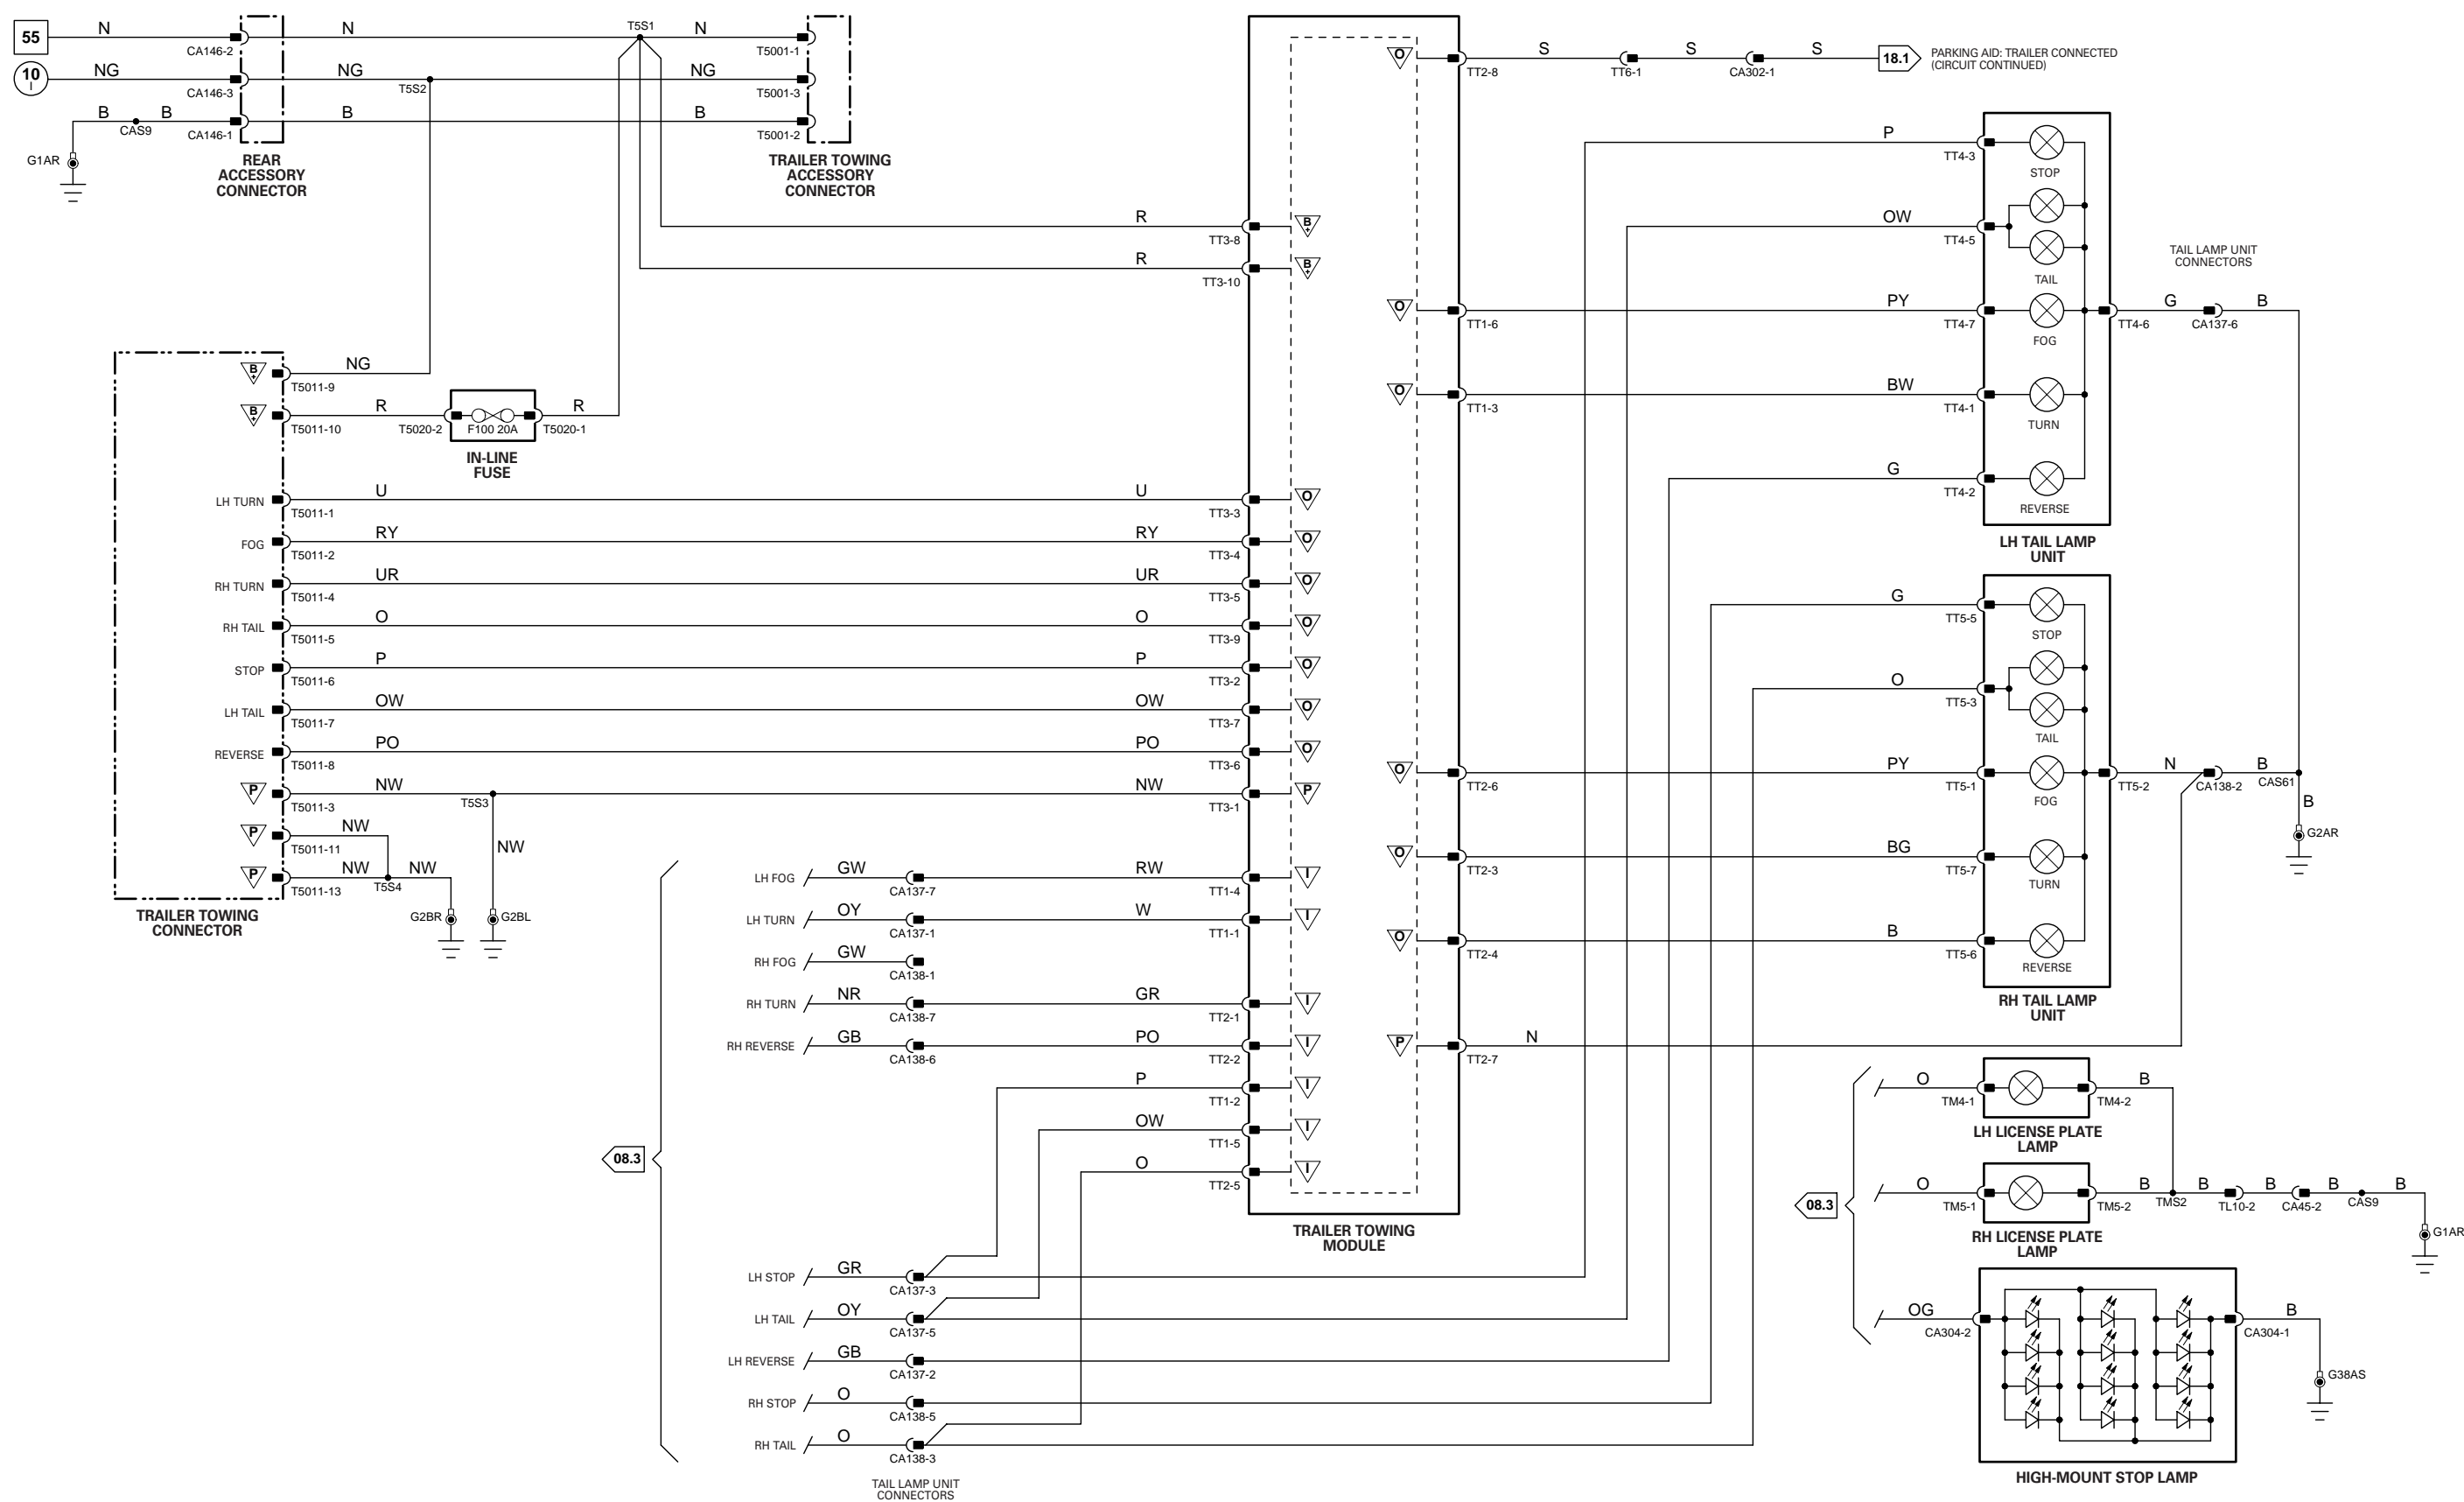 55
N
CA146-2
N
T5S1
N
T5001-1
10
I
NG
CA146-3
NG
T5S2
NG
T5001-3
B
CAS9
B
CA146-1
B
B
T5001-2
G1AR
REAR
ACCESSORY
CONNECTOR
TRAILER TOWING
ACCESSORY
CONNECTOR
R
TT3-8
B
+
R
TT3-10
B
+
B
+
T5011-9
NG
B
+
T5011-10
R
T5020-2
F100 20A
T5020-1
R
IN-LINE
FUSE
LH TURN
T5011-1
U
U
TT3-3
O
FOG
T5011-2
RY
RY
TT3-4
O
RH TURN
T5011-4
UR
UR
TT3-5
O
RH TAIL
T5011-5
O
O
TT3-9
O
STOP
T5011-6
P
P
TT3-2
O
LH TAIL
T5011-7
OW
OW
TT3-7
O
REVERSE
T5011-8
PO
PO
TT3-6
O
P
T5011-3
NW
T5S3
NW
TT3-1
P
P
T5011-11
NW
NW
P
T5011-13
NW
T5S4
NW
G2BR
G2BL
TRAILER TOWING
CONNECTOR
08.3
LH FOG
GW
CA137-7
RW
TT1-4
I
LH TURN
OY
CA137-1
W
TT1-1
I
RH FOG
GW
CA138-1
RH TURN
NR
CA138-7
GR
TT2-1
I
RH REVERSE
GB
CA138-6
PO
TT2-2
I
P
TT1-2
I
OW
TT1-5
I
O
TT2-5
I
TRAILER TOWING
MODULE
LH STOP
GR
CA137-3
LH TAIL
OY
CA137-5
LH REVERSE
GB
CA137-2
RH STOP
O
CA138-5
RH TAIL
O
CA138-3
TAIL LAMP UNIT
CONNECTORS
O
TT2-8
S
TT6-1
S
CA302-1
S
18.1
PARKING AID: TRAILER CONNECTED
(CIRCUIT CONTINUED)
P
TT4-3
STOP
OW
TT4-5
TAIL
O
TT1-6
PY
TT4-7
FOG
TT4-6
G
CA137-6
B
TAIL LAMP UNIT
CONNECTORS
O
TT1-3
BW
TT4-1
TURN
G
TT4-2
REVERSE
LH TAIL LAMP
UNIT
G
TT5-5
STOP
O
TT5-3
TAIL
O
TT2-6
PY
TT5-1
FOG
TT5-2
N
CA138-2
B
CAS61
B
G2AR
O
TT2-3
BG
TT5-7
TURN
O
TT2-4
B
TT5-6
REVERSE
RH TAIL LAMP
UNIT
P
TT2-7
N
08.3
O
TM4-1
TM4-2
B
LH LICENSE PLATE
LAMP
O
TM5-1
TM5-2
B
TMS2
B
TL10-2
B
CA45-2
B
CAS9
B
G1AR
RH LICENSE PLATE
LAMP
OG
CA304-2
CA304-1
B
G38AS
HIGH-MOUNT STOP LAMP